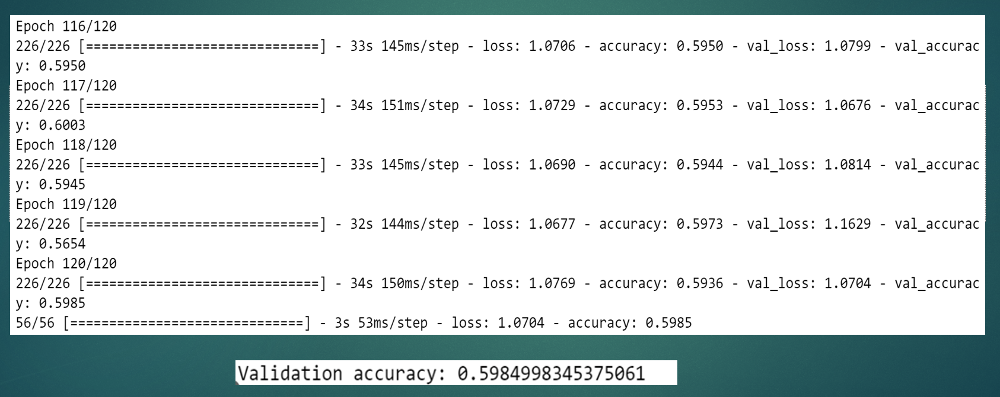 Epoch 116/120
226/226 [==============================] - 33s 145ms/step - loss: 1.0706 - accuracy: 0.5950 - val_loss: 1.0799 - val_accurac
y: 0.5950
Epoch 117/120
226/226 [==============================] - 34s 151ms/step - loss: 1.0729 - accuracy: 0.5953 - val_loss: 1.0676 - val_accurac
y: 0.6003
Epoch 118/120
226/226 [==============================] - 33s 145ms/step - loss: 1.0690 - accuracy: 0.5944 - val_loss: 1.0814 - val_accurac
y: 0.5945
Epoch 119/120
226/226 [==============================] - 32s 144ms/step - loss: 1.0677 - accuracy: 0.5973 - val_loss: 1.1629 - val_accurac
y: 0.5654
Epoch 120/120
226/226 [==============================] - 34s 150ms/step - loss: 1.0769 - accuracy: 0.5936 - val_loss: 1.0704 - val_accurac
y: 0.5985
56/56 [==============================] - 3s 53ms/step - loss: 1.0704 - accuracy: 0.5985
Validation accuracy: 0.5984998345375061